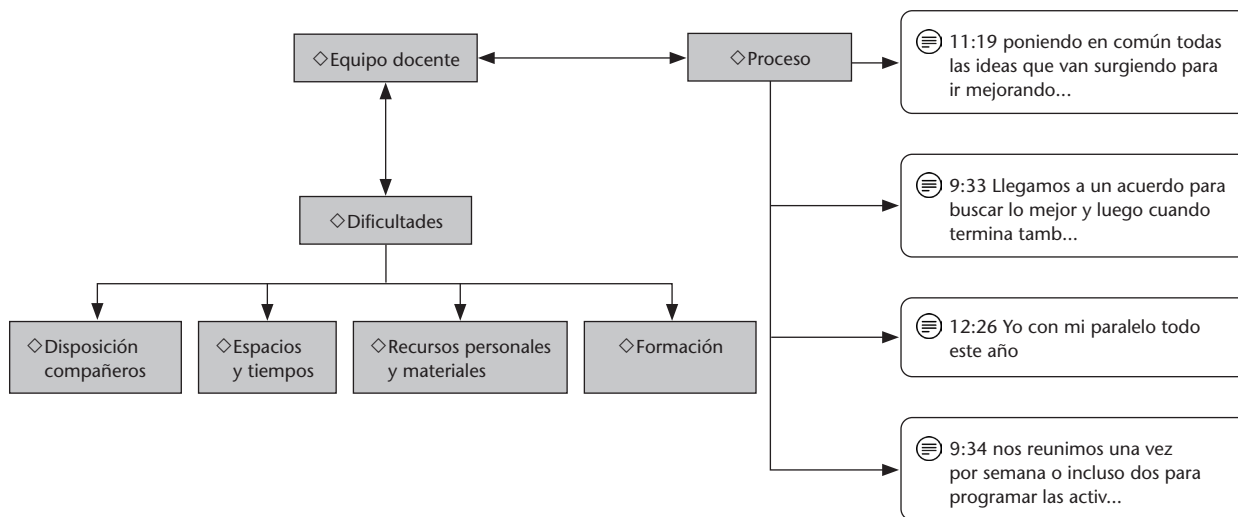 ◇Equipo docente
◇Proceso
11:19 poniendo en común todas
las ideas que van surgiendo para
ir mejorando...
9:33 Llegamos a un acuerdo para
buscar lo mejor y luego cuando
termina tamb...
◇Dificultades
◇Disposición
compañeros
◇Espacios
y tiempos
◇Recursos personales
y materiales
◇Formación
12:26 Yo con mi paralelo todo
este año
9:34 nos reunimos una vez
por semana o incluso dos para
programar las activ...